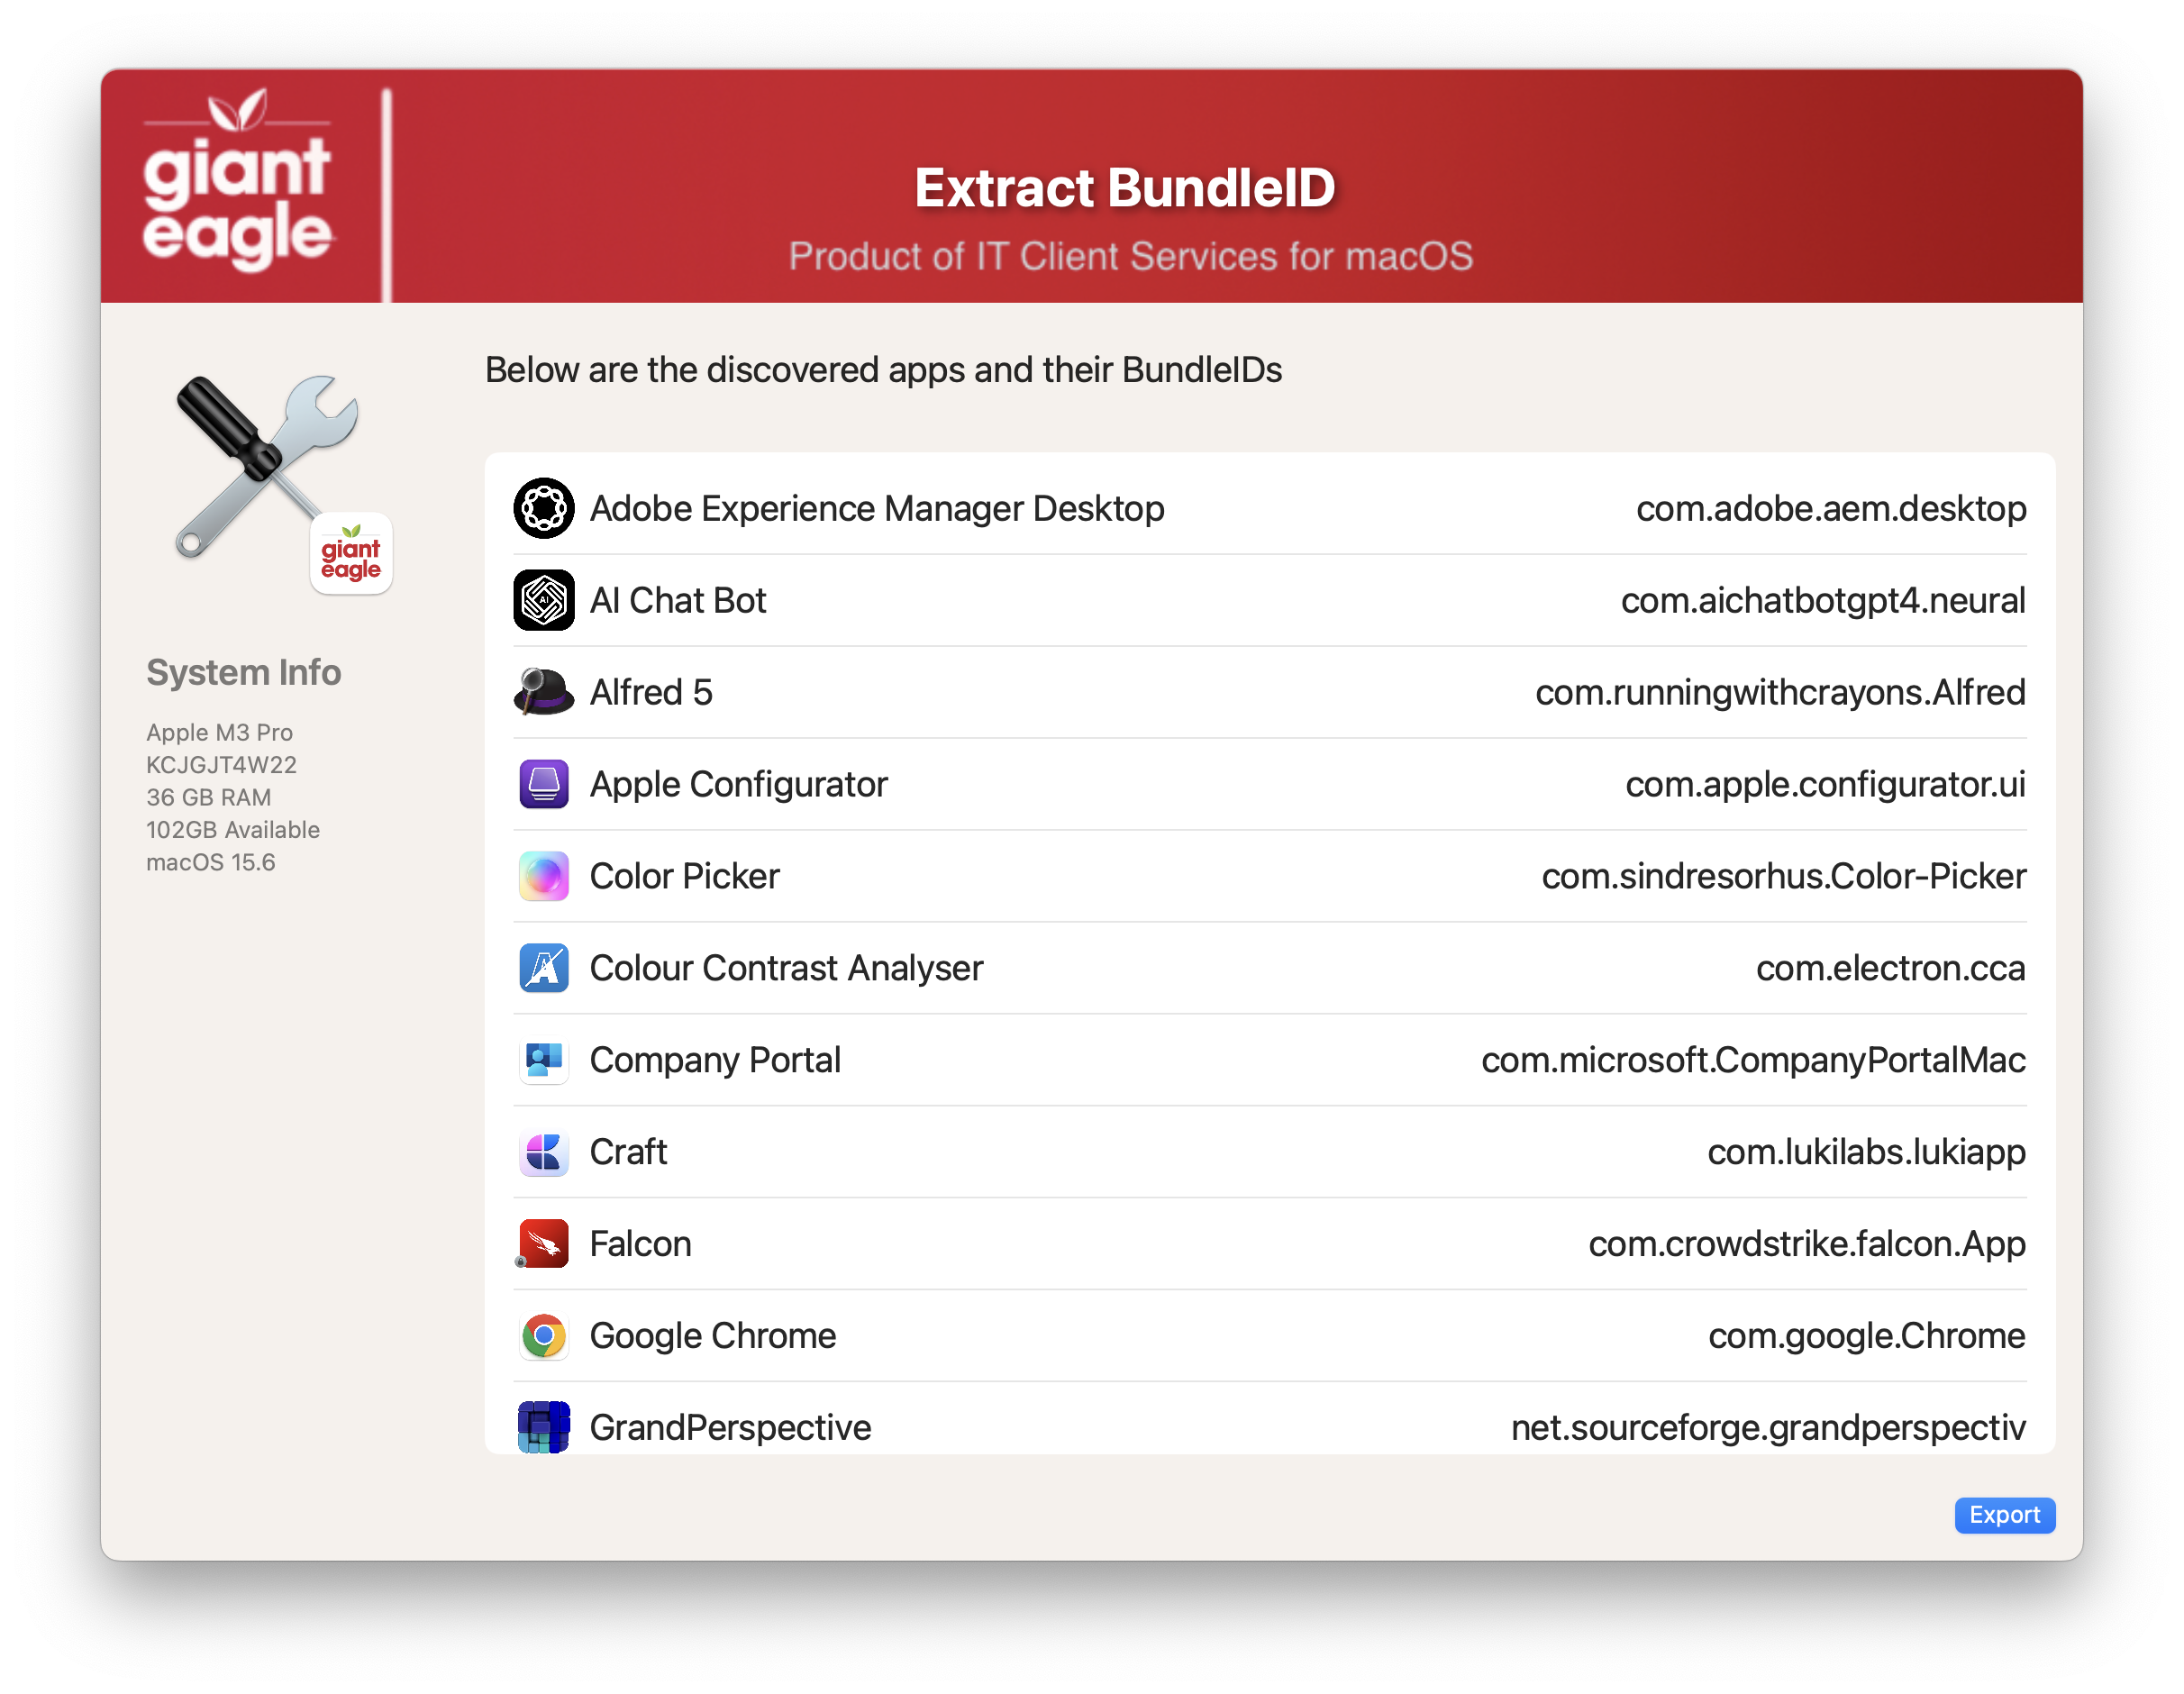 giant
eagle
Extract BundleID
Product of IT Client Services for macOS
giant
eagle
System Info
Apple M3 Pro
KCJGJT4W22
36 GB RAM
102GB Available
macOS 15.6
Below are the discovered apps and their BundleIDs
Adobe Experience Manager Desktop com.adobe.aem.desktop
AI
AI Chat Bot com.aichatbotgpt4.neural
Alfred 5 com.runningwithcrayons.Alfred
Apple Configurator com.apple.configurator.ui
Color Picker com.sindresorhus.Color-Picker
A
Colour Contrast Analyser com.electron.cca
Company Portal com.microsoft.CompanyPortalMac
Craft com.lukilabs.lukiapp
Falcon com.crowdstrike.falcon.App
Google Chrome com.google.Chrome
GrandPerspective net.sourceforge.grandperspectiv
Export